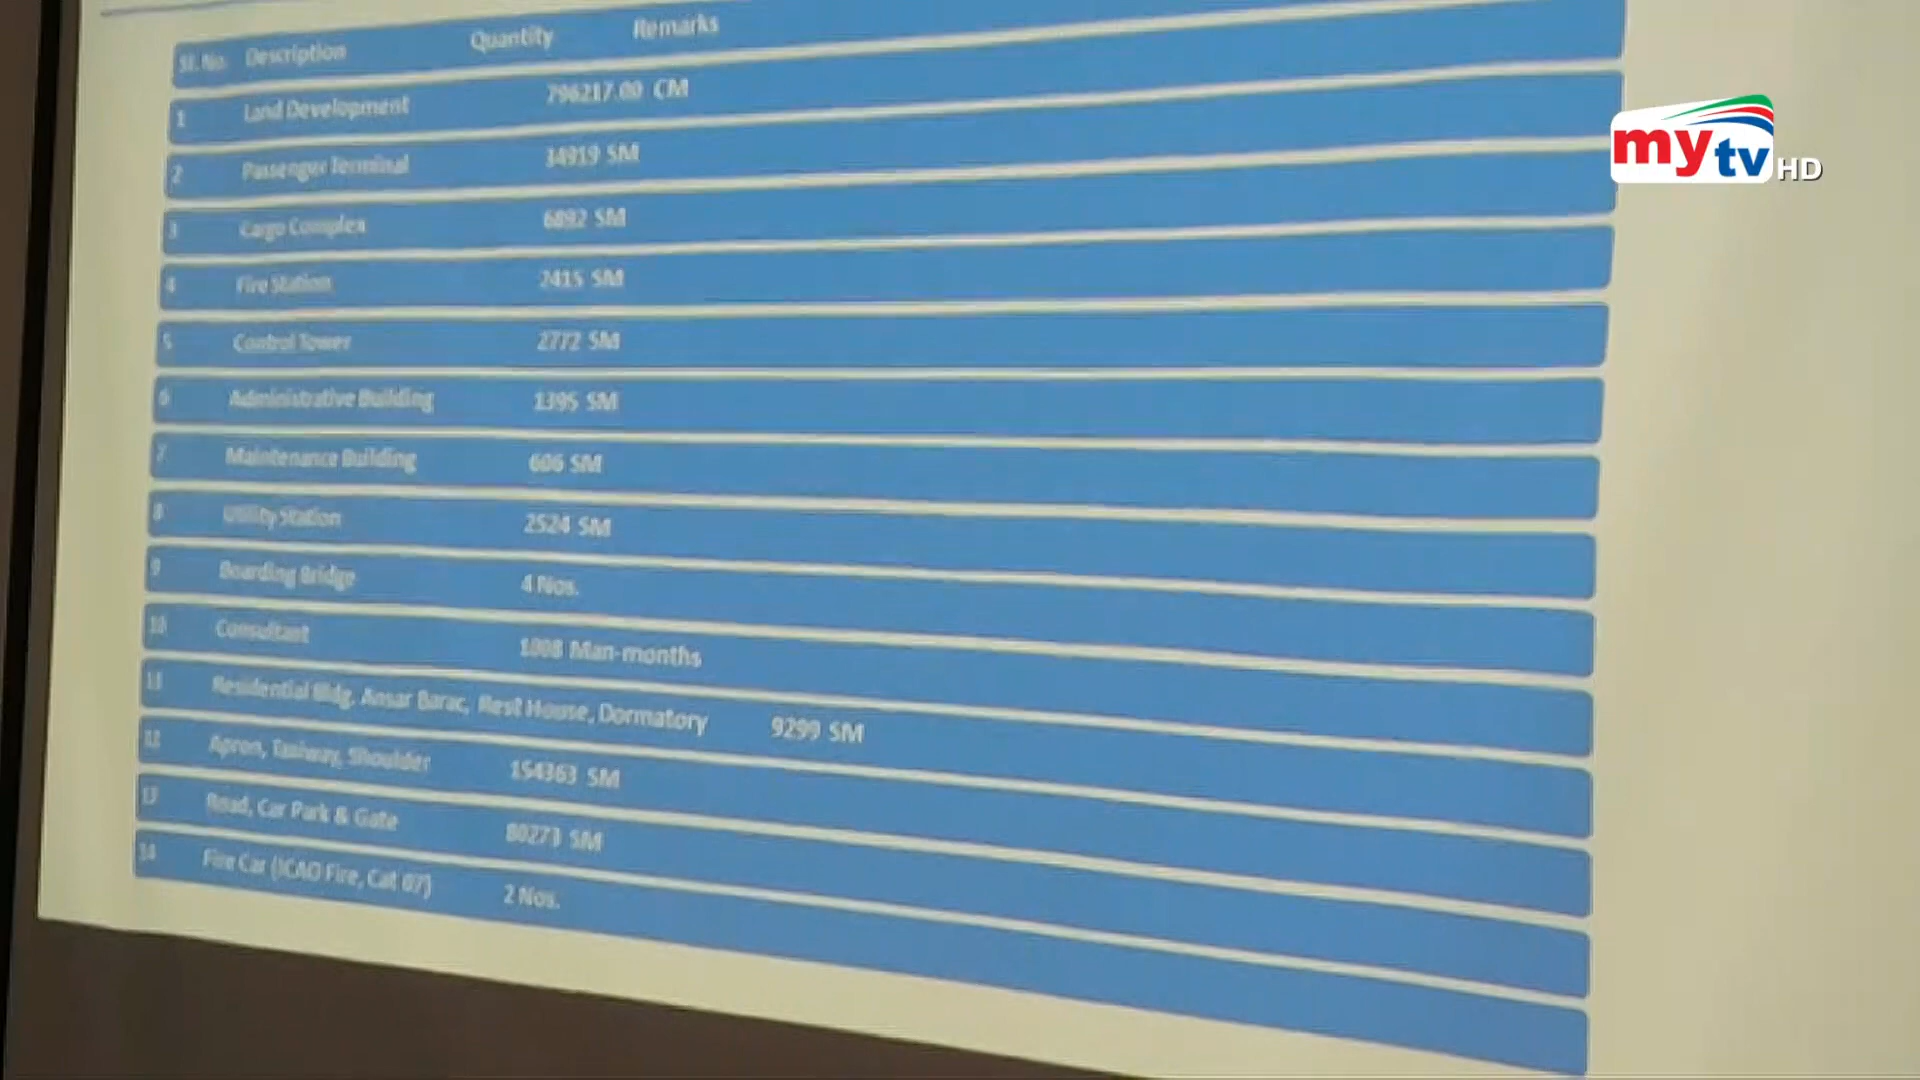 Sl.No. Description Quantity Remarks
1 Land Development 796217.00 CM
2 Passenger Terminal 34919 SM
3 Cargo Complex 6892 SM
4 Fire Station 2415 SM
5 Control Tower 2772 SM
6 Administrative Building 1395 SM
7 Maintenance Building 606 SM
8 Utility Station 2524 SM
9 Boarding Bridge 4 Nos.
10 Consultant 1008 Man-months
11 Residential Bldg, Ansar Barac, Rest House, Dormatory 9299 SM
12 Apron, Taxiway, Shoulder 154363 SM
13 Road, Car Park & Gate 80273 SM
14 Fire Car (ICAO Fire, Cat 07) 2 Nos.
mytv HD